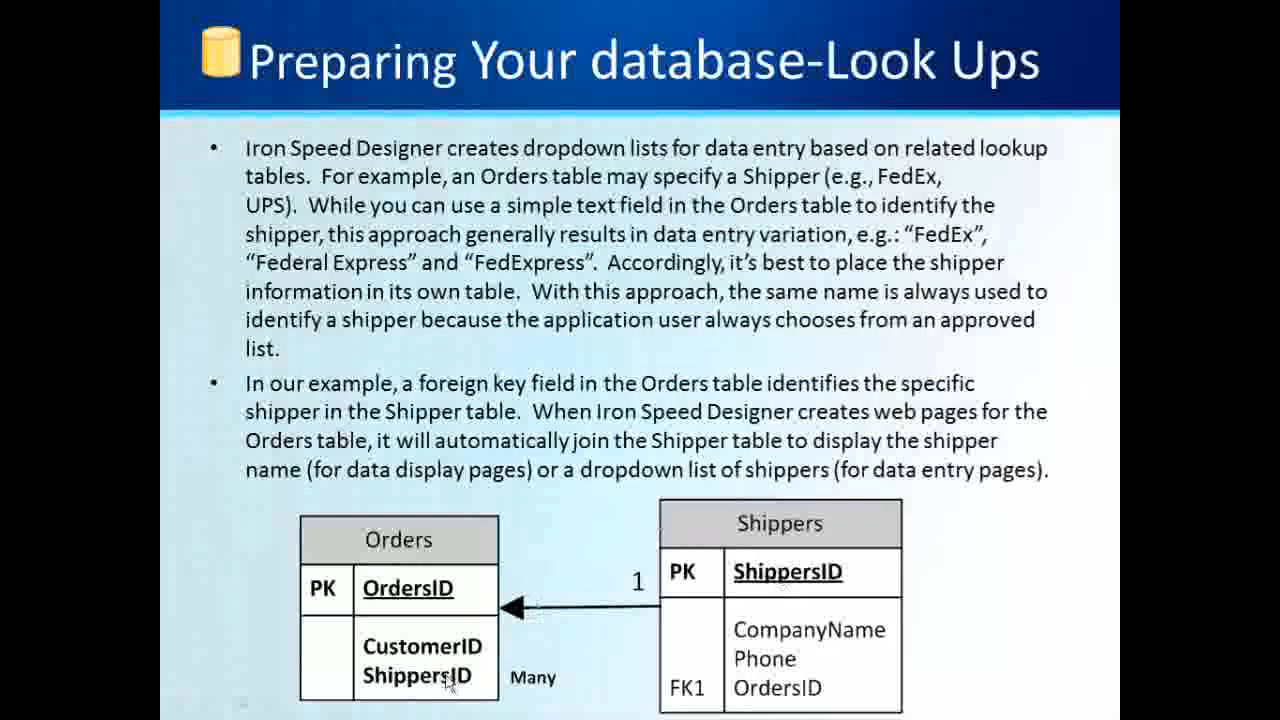 Preparing Your database-Look Ups
• Iron Speed Designer creates dropdown lists for data entry based on related lookup
tables.  For example, an Orders table may specify a Shipper (e.g., FedEx,
UPS).  While you can use a simple text field in the Orders table to identify the
shipper, this approach generally results in data entry variation, e.g.: “FedEx”,
“Federal Express” and “FedExpress”.  Accordingly, it’s best to place the shipper
information in its own table.  With this approach, the same name is always used to
identify a shipper because the application user always chooses from an approved
list.
• In our example, a foreign key field in the Orders table identifies the specific
shipper in the Shipper table.  When Iron Speed Designer creates web pages for the
Orders table, it will automatically join the Shipper table to display the shipper
name (for data display pages) or a dropdown list of shippers (for data entry pages).
Orders
PK OrdersID
CustomerID
ShippersID
1
Many
Shippers
PK ShippersID
CompanyName
Phone
FK1 OrdersID